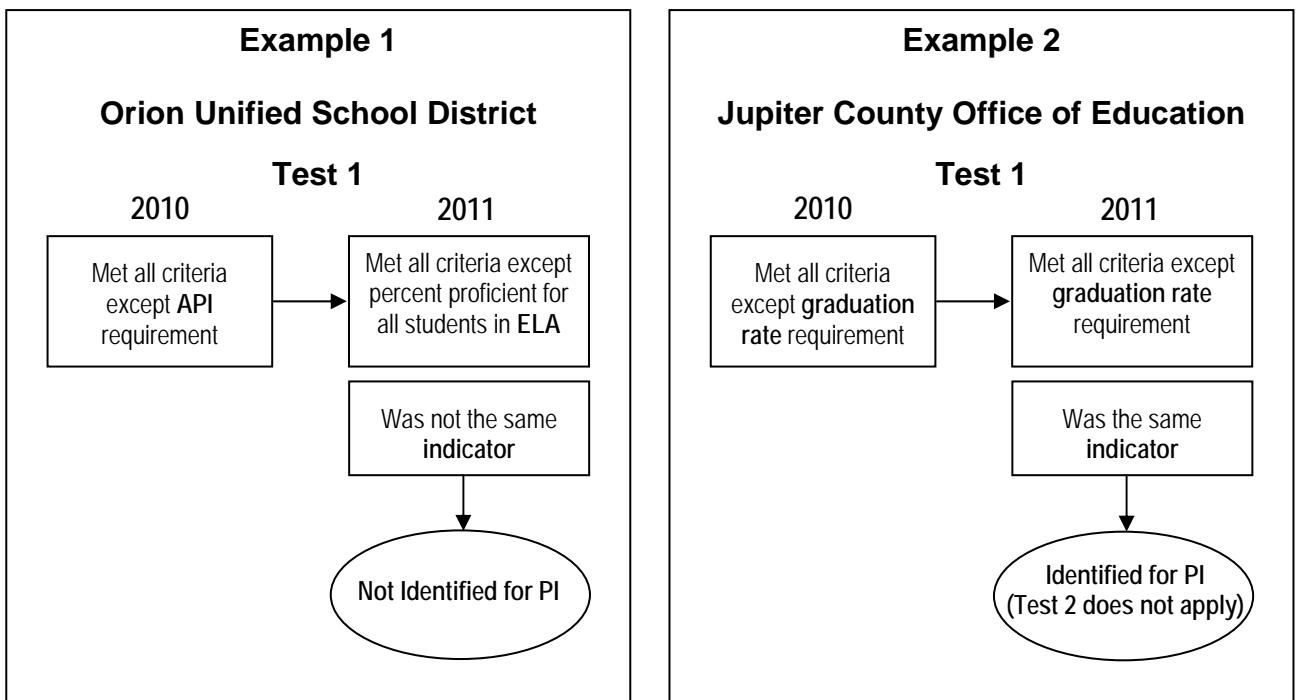 Example 1
Orion Unified School District
Test 1
2010
2011
Met all criteria
except API
requirement
Met all criteria except
percent proficient for
all students in ELA
Was not the same
indicator
Not Identified for PI
Example 2
Jupiter County Office of Education
Test 1
2010
2011
Met all criteria
except graduation
rate requirement
Met all criteria except
graduation rate
requirement
Was the same
indicator
Identified for PI
(Test 2 does not apply)